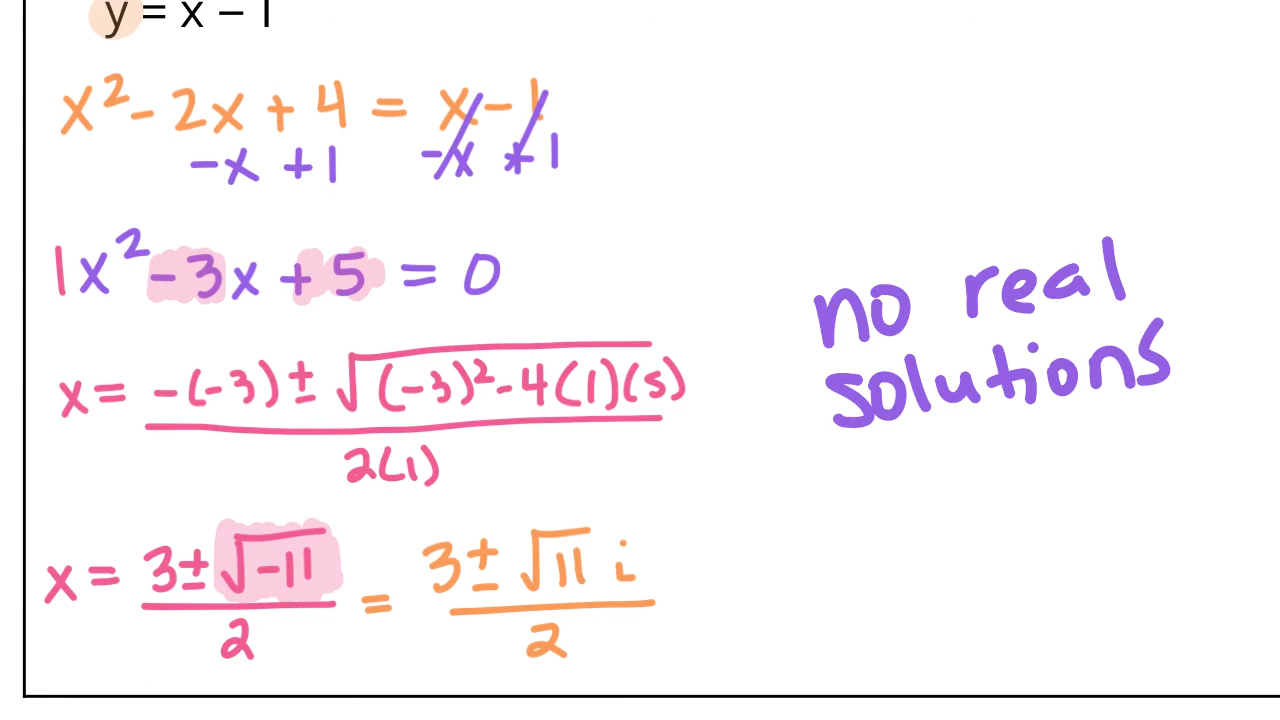 y = x − 1
x² - 2x + 4 = x - 1
-x +1 -x +1
1x² - 3x + 5 = 0
no real
solutions
x = -(-3) ± √(-3)² - 4(1)(5)
2(1)
x = 3 ± √-11 = 3 ± √11 i
2 2